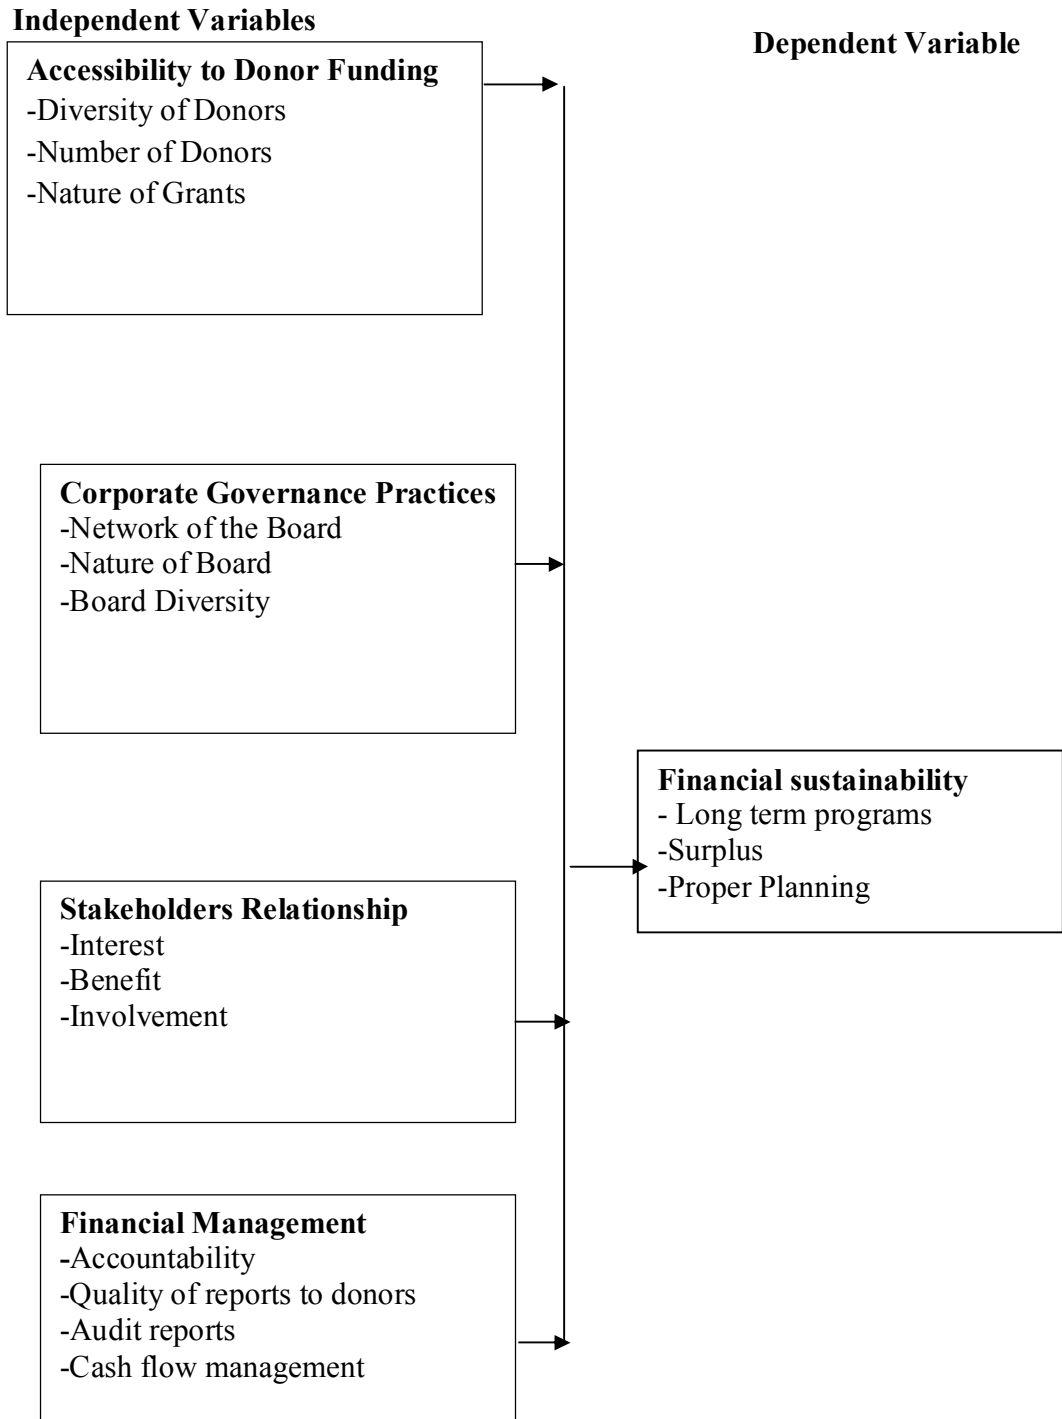 Independent Variables
Dependent Variable
Accessibility to Donor Funding
-Diversity of Donors
-Number of Donors
-Nature of Grants
Corporate Governance Practices
-Network of the Board
-Nature of Board
-Board Diversity
Financial sustainability
- Long term programs
-Surplus
-Proper Planning
Stakeholders Relationship
-Interest
-Benefit
-Involvement
Financial Management
-Accountability
-Quality of reports to donors
-Audit reports
-Cash flow management